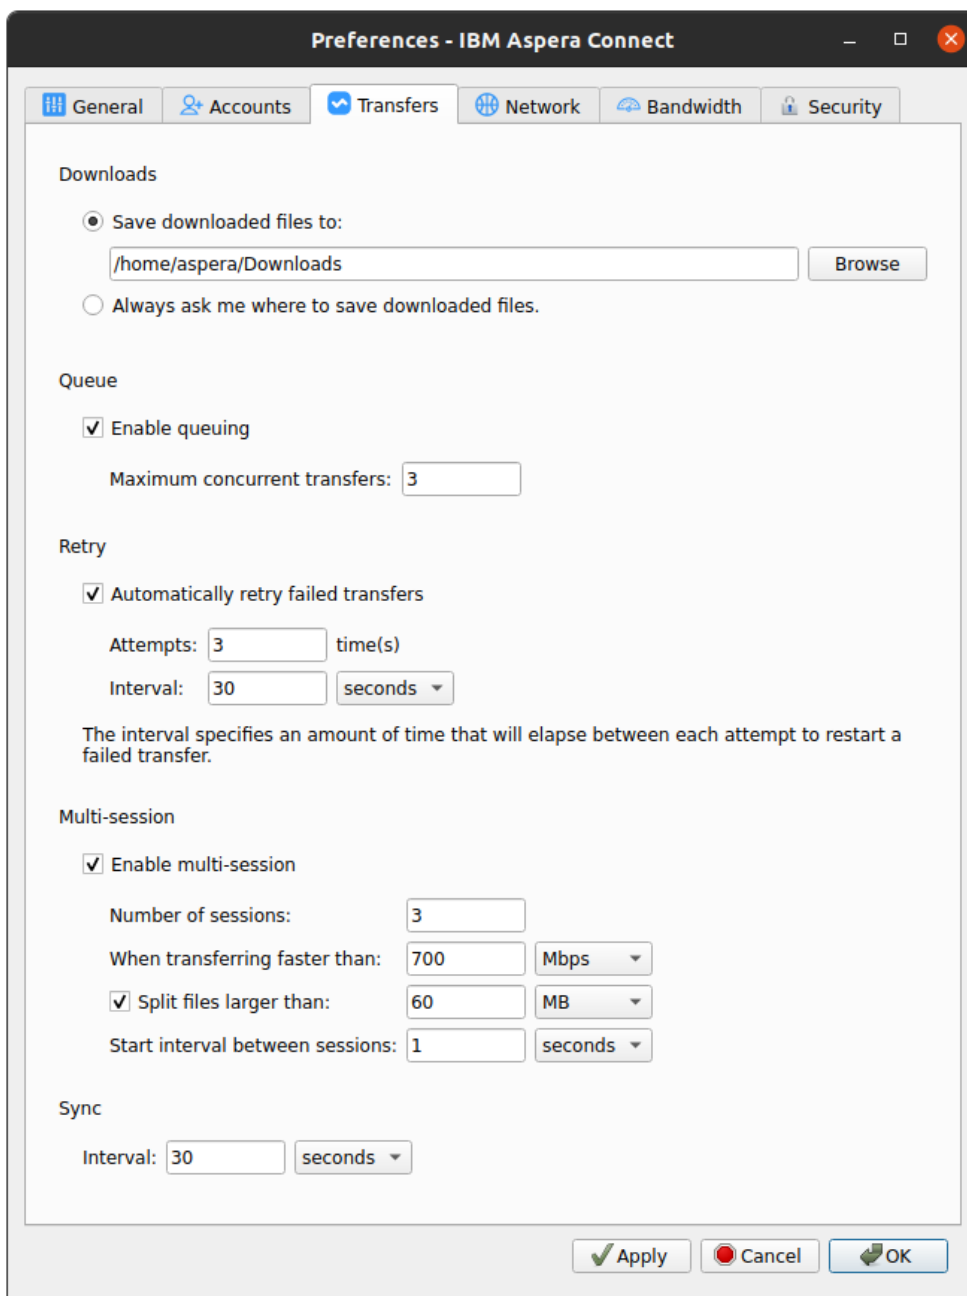 Preferences - IBM Aspera Connect
General Accounts Transfers Network Bandwidth Security
Downloads
Save downloaded files to:
/home/aspera/Downloads Browse
Always ask me where to save downloaded files.
Queue
Enable queuing
Maximum concurrent transfers: 3
Retry
Automatically retry failed transfers
Attempts: 3 time(s)
Interval: 30 seconds
The interval specifies an amount of time that will elapse between each attempt to restart a
failed transfer.
Multi-session
Enable multi-session
Number of sessions: 3
When transferring faster than: 700 Mbps
Split files larger than: 60 MB
Start interval between sessions: 1 seconds
Sync
Interval: 30 seconds
Apply Cancel OK